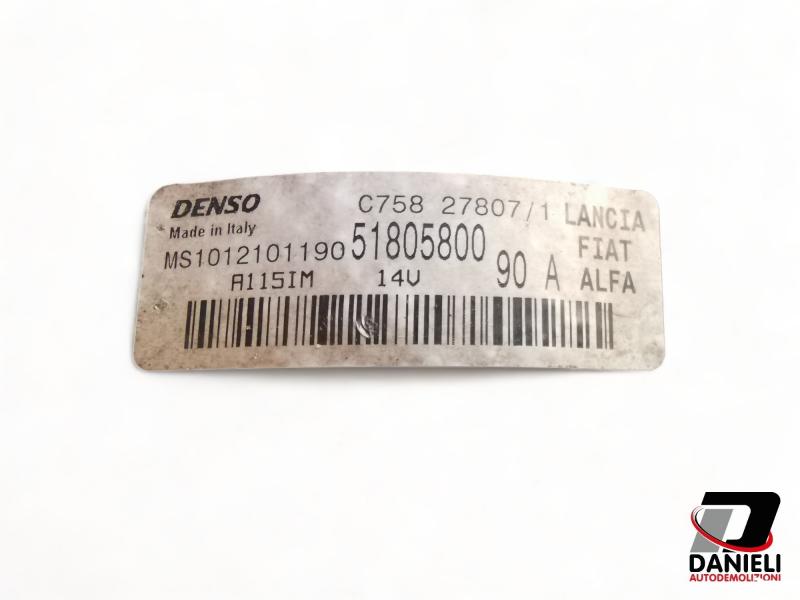 DENSO C758 27807/1 LANCIA
Made in Italy FIAT
MS1012101190 51805800
A115IM 14V 90 A ALFA
DANIELI
AUTODEMOLIZIONI